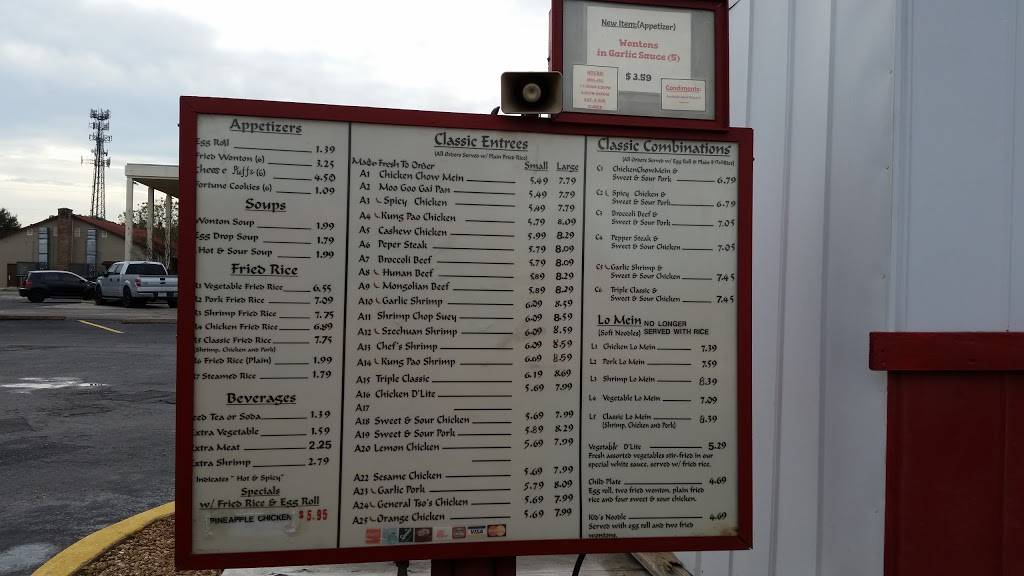 New Item:(Appetizer)
Wontons
in Garlic Sauce (5)
$3.59
Condiments:
Appetizers
Egg Roll 1.39
Fried Wonton (6) 3.25
Cheese Puffs (6) 4.50
Fortune Cookies (6) 1.09
Soups
Wonton Soup 1.99
Egg Drop Soup 1.79
Hot & Sour Soup 1.99
Fried Rice
Vegetable Fried Rice 6.55
Pork Fried Rice 7.09
Shrimp Fried Rice 7.75
Chicken Fried Rice 6.89
Classic Fried Rice 7.75
(Shrimp, Chicken and Pork)
Fried Rice (Plain) 1.99
Steamed Rice 1.79
Beverages
Iced Tea or Soda 1.39
Extra Vegetable 1.59
Extra Meat 2.25
Extra Shrimp 2.79
Indicates "Hot & Spicy"
Specials
w/ Fried Rice & Egg Roll
PINEAPPLE CHICKEN $5.95
Classic Entrees
(All Orders Served w/ Plain Fried Rice)
Made Fresh To Order Small Large
A1 Chicken Chow Mein 5.49 7.79
A2 Moo Goo Gai Pan 5.49 7.79
A3 Spicy Chicken 5.49 7.79
A4 Kung Pao Chicken 5.79 8.09
A5 Cashew Chicken 5.99 8.29
A6 Peper Steak 5.79 8.09
A7 Broccoli Beef 5.79 8.09
A8 Hunan Beef 5.89 8.29
A9 Mongolian Beef 5.89 8.29
A10 Garlic Shrimp 6.09 8.59
A11 Shrimp Chop Suey 6.09 8.59
A12 Szechuan Shrimp 6.09 8.59
A13 Chef's Shrimp 6.09 8.59
A14 Kung Pao Shrimp 6.69 8.59
A15 Triple Classic 6.19 8.69
A16 Chicken D'Lite 5.69 7.99
A17
A18 Sweet & Sour Chicken 5.69 7.99
A19 Sweet & Sour Pork 5.89 8.29
A20 Lemon Chicken 5.69 7.99
A22 Sesame Chicken 5.69 7.99
A23 Garlic Pork 5.79 8.09
A24 General Tso's Chicken 5.69 7.99
A25 Orange Chicken 5.69 7.99
VISA
Classic Combinations
(All Orders Served w/ Egg Roll & Plain Fried Rice)
C1 Chicken Chow Mein &
Sweet & Sour Pork 6.79
C2 Spicy Chicken &
Sweet & Sour Pork 6.79
C3 Broccoli Beef &
Sweet & Sour Pork 7.05
C4 Pepper Steak &
Sweet & Sour Chicken 7.05
C5 Garlic Shrimp &
Sweet & Sour Chicken 7.45
C6 Triple Classic &
Sweet & Sour Chicken 7.45
Lo Mein NO LONGER
(Soft Noodles) SERVED WITH RICE
L1 Chicken Lo Mein 7.39
L2 Pork Lo Mein 7.59
L3 Shrimp Lo Mein 8.39
L4 Vegetable Lo Mein 7.09
L5 Classic Lo Mein 8.39
(Shrimp, Chicken and Pork)
Vegetable D'Lite 5.29
Fresh assorted vegetables stir-fried in our
special white sauce, served w/ fried rice.
Child Plate 4.69
Egg roll, two fried wonton, plain fried
rice and four sweet & sour chicken.
Kid's Noodle 4.69
Served with egg roll and two fried
wontons.